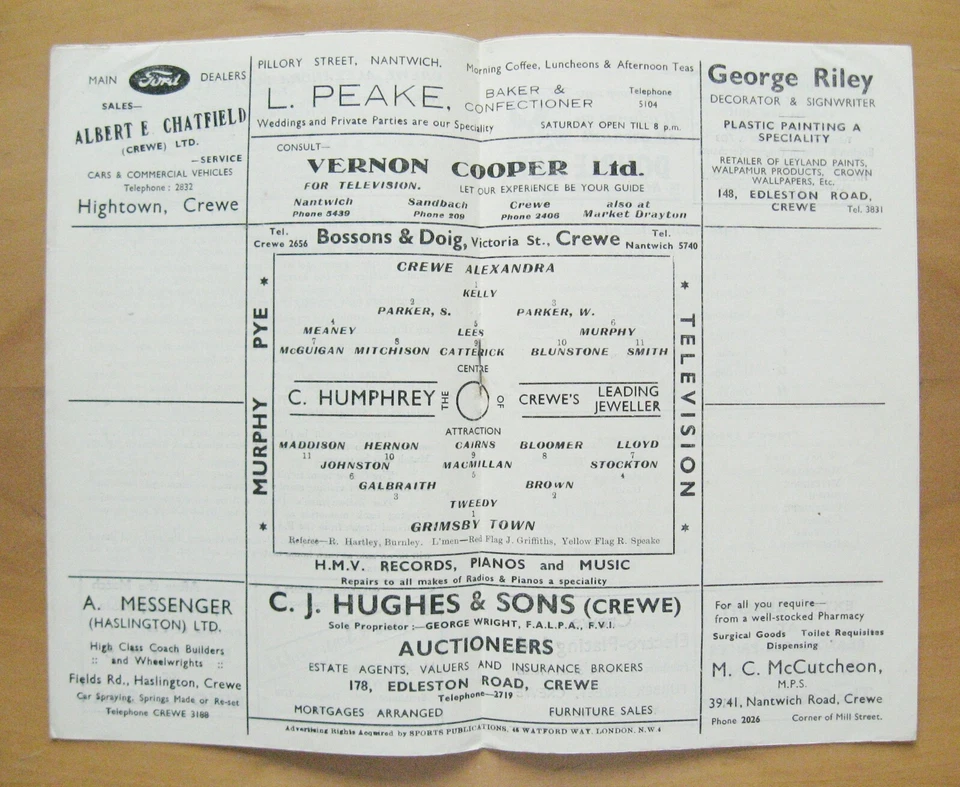 MAIN Ford DEALERS
SALES—
ALBERT E. CHATFIELD
(CREWE) LTD.
—SERVICE
CARS & COMMERCIAL VEHICLES
Telephone : 2832
Hightown, Crewe
PILLORY STREET, NANTWICH. Morning Coffee, Luncheons & Afternoon Teas
L. PEAKE, BAKER & CONFECTIONER Telephone 5104
Weddings and Private Parties are our Speciality SATURDAY OPEN TILL 8 p.m.
CONSULT—
VERNON COOPER Ltd.
FOR TELEVISION. LET OUR EXPERIENCE BE YOUR GUIDE
Nantwich Sandbach Crewe also at
Phone 5439 Phone 209 Phone 2406 Market Drayton
George Riley
DECORATOR & SIGNWRITER
PLASTIC PAINTING A
SPECIALITY
RETAILER OF LEYLAND PAINTS,
WALPAMUR PRODUCTS, CROWN
WALLPAPERS, Etc.
148, EDLESTON ROAD,
CREWE Tel. 3831
Tel. Crewe 2656 Bossons & Doig, Victoria St., Crewe Tel. Nantwich 5740
MURPHY PYE
TELEVISION
CREWE ALEXANDRA
1
KELLY
2 3
PARKER, S. PARKER, W.
4 5 6
MEANEY LEES MURPHY
7 8 9 10 11
McGUIGAN MITCHISON CATTERICK BLUNSTONE SMITH
CENTRE
C. HUMPHREY THE OF CREWE'S LEADING JEWELLER
ATTRACTION
MADDISON HERNON CAIRNS BLOOMER LLOYD
11 10 9 8 7
JOHNSTON MACMILLAN STOCKTON
6 5 4
GALBRAITH BROWN
3 2
TWEEDY
1
GRIMSBY TOWN
Referee—R. Hartley, Burnley. L'men—Red Flag J. Griffiths, Yellow Flag R. Speake
H.M.V. RECORDS, PIANOS and MUSIC
Repairs to all makes of Radios & Pianos a speciality
A. MESSENGER
(HASLINGTON) LTD.
High Class Coach Builders
:: and Wheelwrights ::
Fields Rd., Haslington, Crewe
Car Spraying, Springs Made or Re-set
Telephone CREWE 3188
C. J. HUGHES & SONS (CREWE)
Sole Proprietor :—GEORGE WRIGHT, F.A.L.P.A., F.V.I.
AUCTIONEERS
ESTATE AGENTS, VALUERS AND INSURANCE BROKERS
178, EDLESTON ROAD, CREWE
Telephone—2719
MORTGAGES ARRANGED FURNITURE SALES
For all you require—
from a well-stocked Pharmacy
Surgical Goods Toilet Requisites
Dispensing
M. C. McCUTCHEON,
M.P.S.
39/41, Nantwich Road, Crewe
Phone 2026 Corner of Mill Street.
Advertising Rights Acquired by SPORTS PUBLICATIONS, 46 WATFORD WAY, LONDON, N.W.4